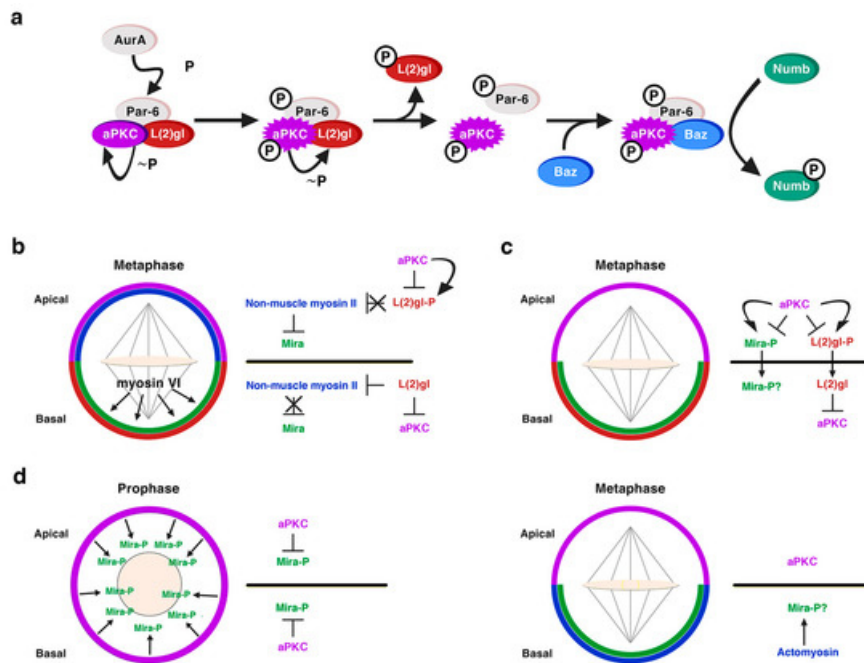 a
AurA
P
Par-6
aPKC
L(2)gl
~P
P
Par-6
aPKC
L(2)gl
P
~P
P
L(2)gl
P
Par-6
aPKC
P
Baz
P
Par-6
aPKC
Baz
P
Numb
Numb
P
b
Metaphase
Apical
Basal
myosin VI
aPKC
Non-muscle myosin II
L(2)gl-P
Mira
Non-muscle myosin II
L(2)gl
Mira
aPKC
c
Metaphase
Apical
Basal
aPKC
Mira-P
L(2)gl-P
Mira-P?
L(2)gl
aPKC
d
Prophase
Apical
Basal
Mira-P
Mira-P
Mira-P
Mira-P
Mira-P
Mira-P
Mira-P
Mira-P
Mira-P
aPKC
Mira-P
Mira-P
aPKC
Metaphase
Apical
Basal
aPKC
Mira-P?
Actomyosin